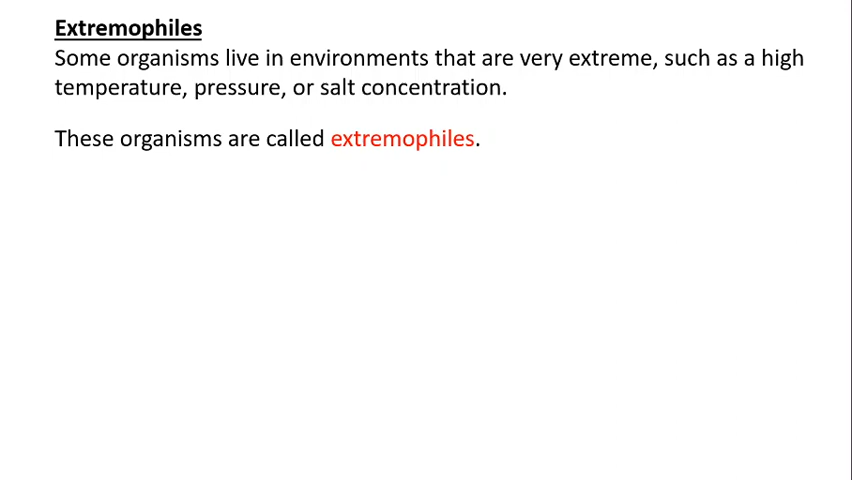 Extremophiles
Some organisms live in environments that are very extreme, such as a high
temperature, pressure, or salt concentration.
These organisms are called extremophiles.